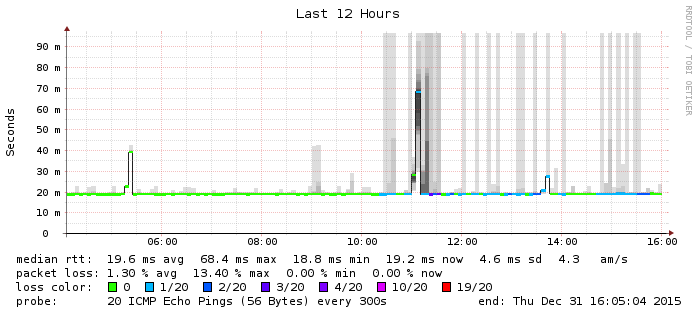 Last 12 Hours
RRDTOOL / TOBI OETIKER
Seconds
90 m
80 m
70 m
60 m
50 m
40 m
30 m
20 m
10 m
0
06:00 08:00 10:00 12:00 14:00 16:00
median rtt: 19.6 ms avg 68.4 ms max 18.8 ms min 19.2 ms now 4.6 ms sd 4.3 am/s
packet loss: 1.30 % avg 13.40 % max 0.00 % min 0.00 % now
loss color: 0 1/20 2/20 3/20 4/20 10/20 19/20
probe: 20 ICMP Echo Pings (56 Bytes) every 300s end: Thu Dec 31 16:05:04 2015